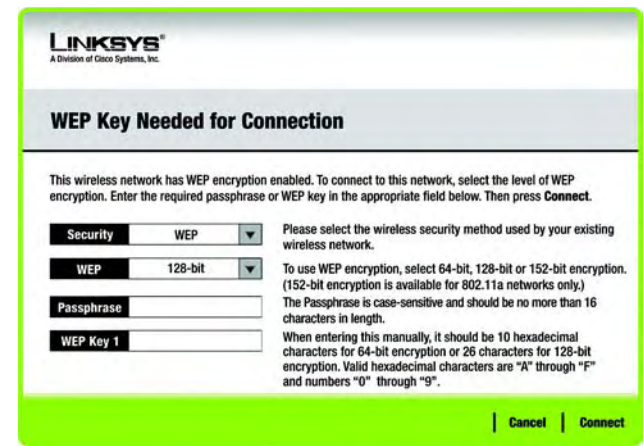 LINKSYS®
A Division of Cisco Systems, Inc.
WEP Key Needed for Connection
This wireless network has WEP encryption enabled. To connect to this network, select the level of WEP
encryption. Enter the required passphrase or WEP key in the appropriate field below. Then press Connect.
Security WEP
Please select the wireless security method used by your existing
wireless network.
WEP 128-bit
To use WEP encryption, select 64-bit, 128-bit or 152-bit encryption.
(152-bit encryption is available for 802.11a networks only.)
Passphrase
The Passphrase is case-sensitive and should be no more than 16
characters in length.
WEP Key 1
When entering this manually, it should be 10 hexadecimal
characters for 64-bit encryption or 26 characters for 128-bit
encryption. Valid hexadecimal characters are "A" through "F"
and numbers "0" through "9".
Cancel Connect